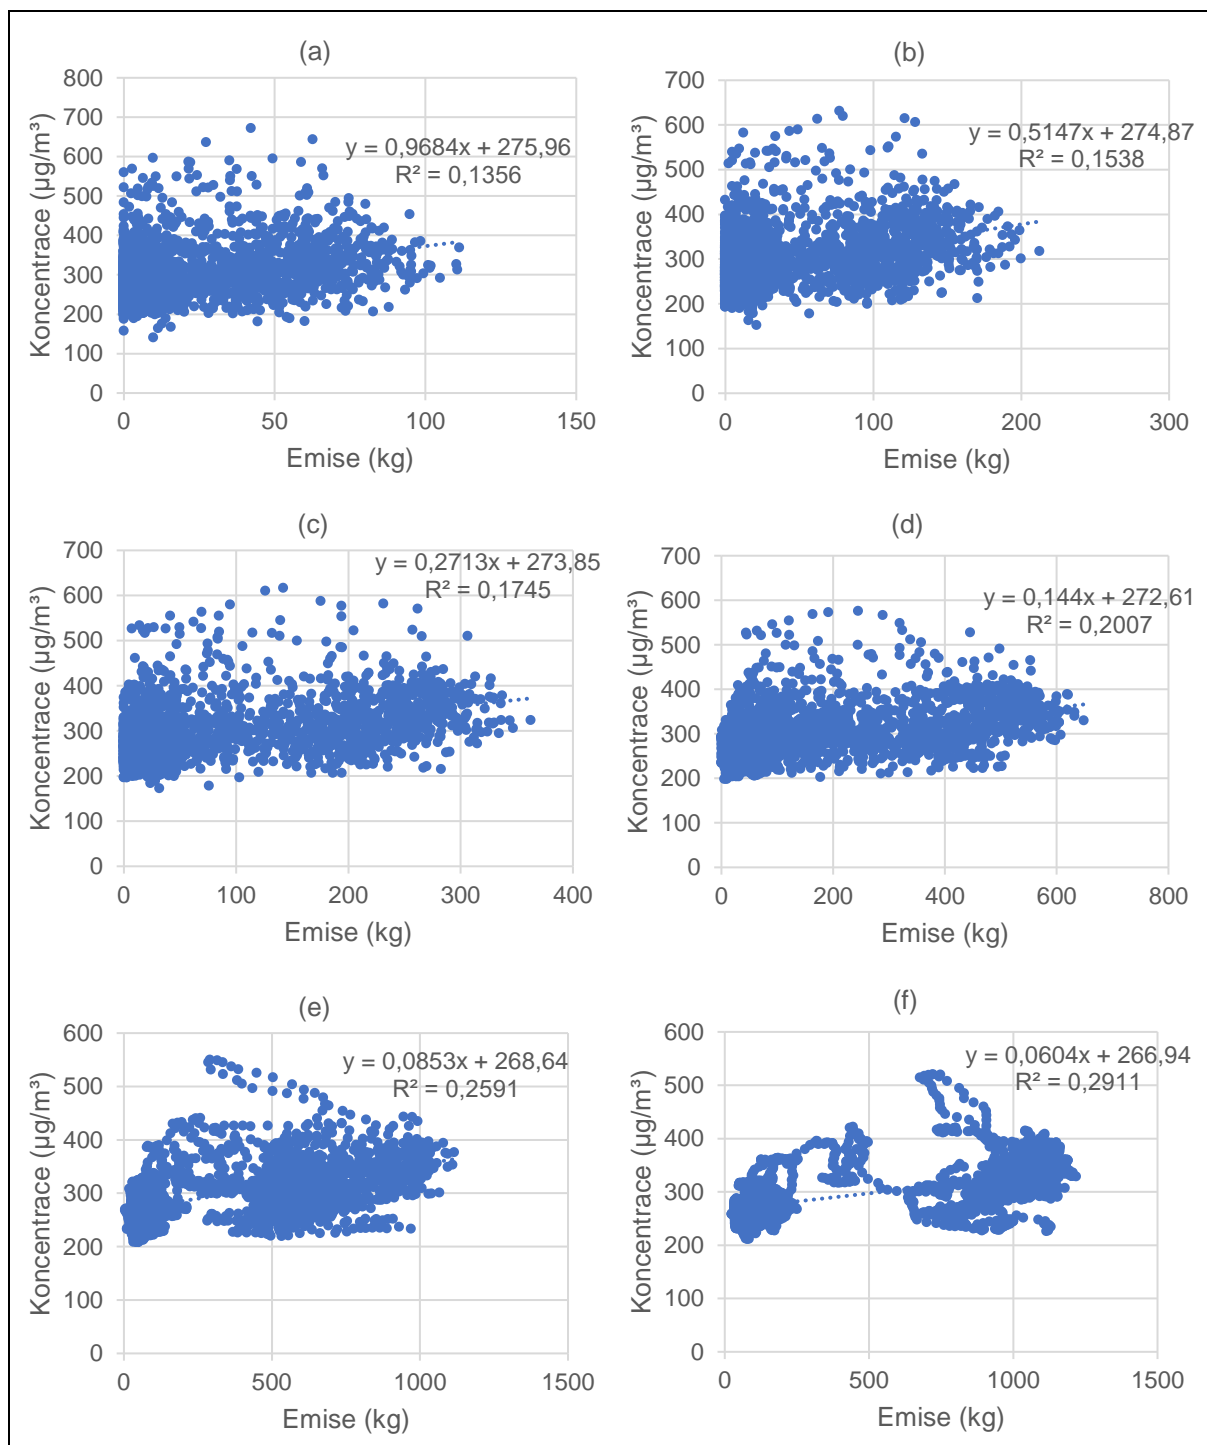 (a)
800
700
600
500
400
300
200
100
0
Koncentrace (µg/m³)
y = 0,9684x + 275,96
R² = 0,1356
0 50 100 150
Emise (kg)
(b)
700
600
500
400
300
200
100
0
Koncentrace (µg/m³)
y = 0,5147x + 274,87
R² = 0,1538
0 100 200 300
Emise (kg)
(c)
700
600
500
400
300
200
100
0
Koncentrace (µg/m³)
y = 0,2713x + 273,85
R² = 0,1745
0 100 200 300 400
Emise (kg)
(d)
700
600
500
400
300
200
100
0
Koncentrace (µg/m³)
y = 0,144x + 272,61
R² = 0,2007
0 200 400 600 800
Emise (kg)
(e)
600
500
400
300
200
100
0
Koncentrace (µg/m³)
y = 0,0853x + 268,64
R² = 0,2591
0 500 1000 1500
Emise (kg)
(f)
600
500
400
300
200
100
0
Koncentrace (µg/m³)
y = 0,0604x + 266,94
R² = 0,2911
0 500 1000 1500
Emise (kg)